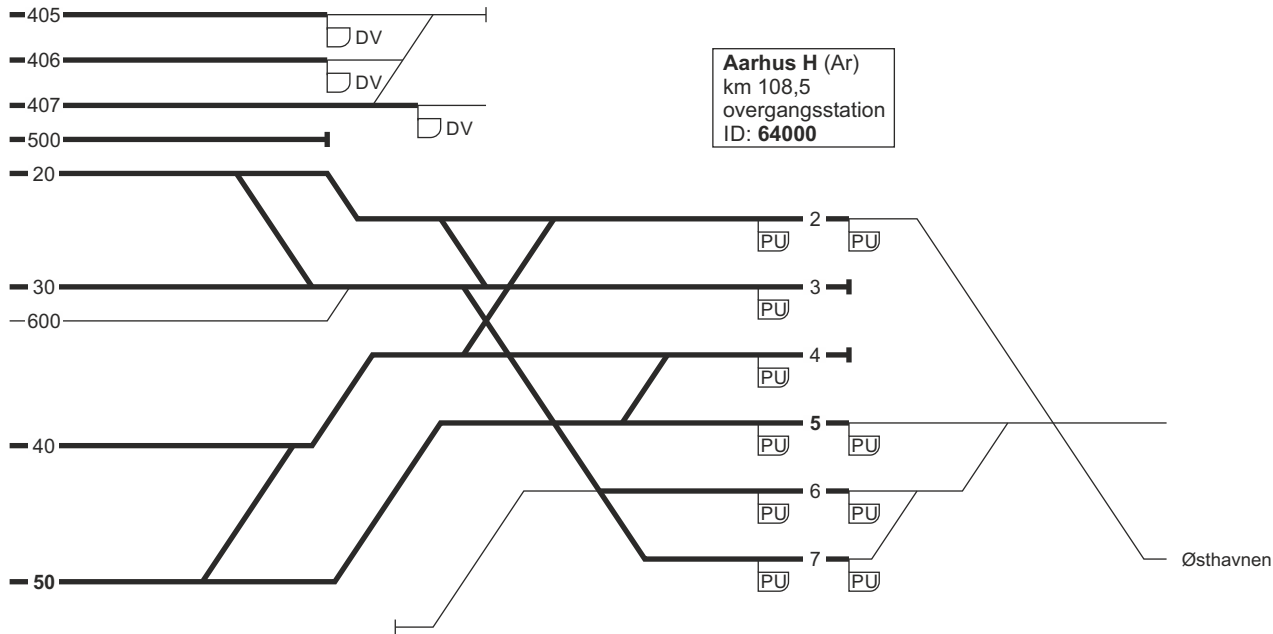 405
DV
406
DV
407
DV
500
20
Aarhus H (Ar)
km 108,5
overgangsstation
ID: 64000
2
PU PU
30
3
PU
600
4
PU
40
5
PU PU
6
PU PU
50
7
PU PU
Østhavnen